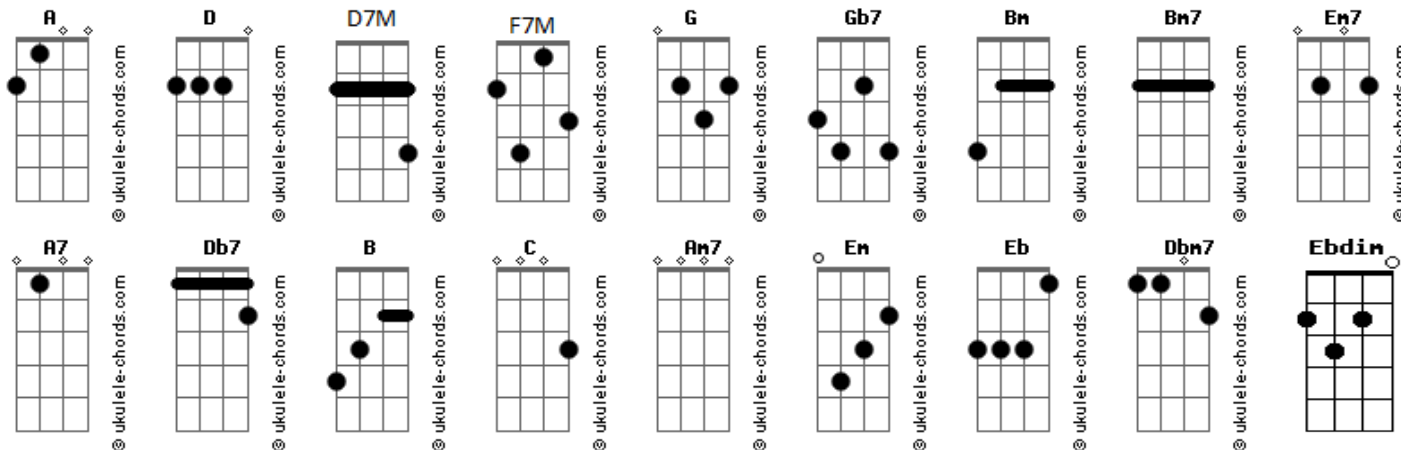 A D D7M F7M G Gb7 Bm Bm7 Em7
© ukulele-chords.com © ukulele-chords.com © ukulele-chords.com © ukulele-chords.com © ukulele-chords.com © ukulele-chords.com © ukulele-chords.com © ukulele-chords.com © ukulele-chords.com
A7 Db7 B C Am7 Em Eb Dbm7 Ebdim
© ukulele-chords.com © ukulele-chords.com © ukulele-chords.com © ukulele-chords.com © ukulele-chords.com © ukulele-chords.com © ukulele-chords.com © ukulele-chords.com